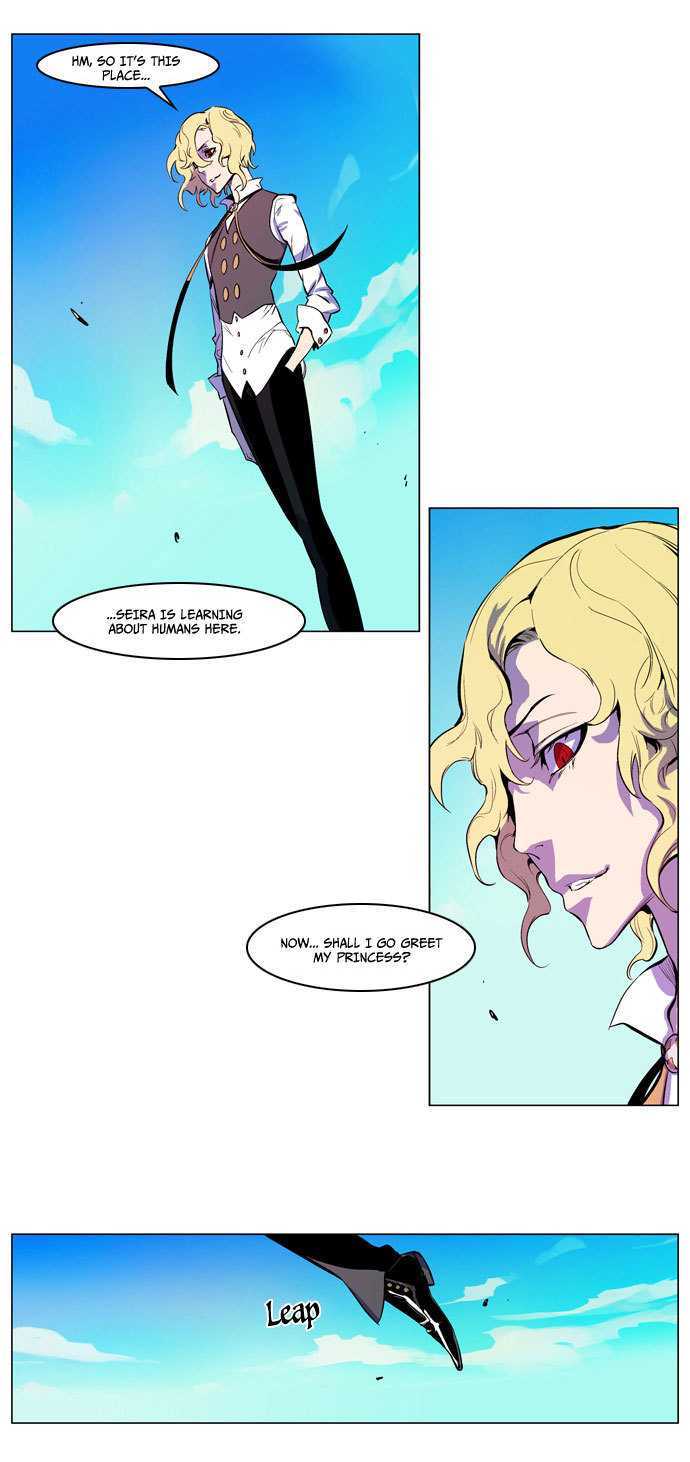 HM, SO IT'S THIS
PLACE...
...SEIRA IS LEARNING
ABOUT HUMANS HERE.
NOW... SHALL I GO GREET
MY PRINCESS?
Leap